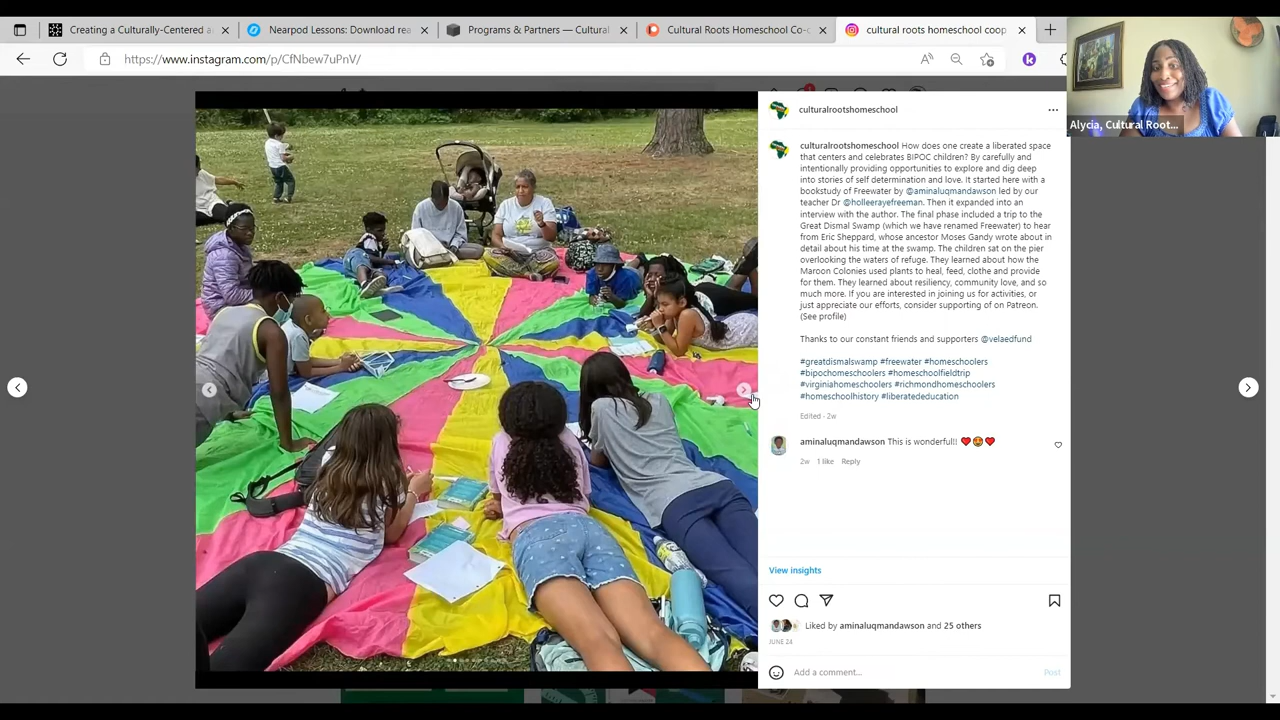 Creating a Culturally-Centered a
Nearpod Lessons: Download rea
Programs & Partners — Cultural
Cultural Roots Homeschool Co-C
cultural roots homeschool coop
https://www.instagram.com/p/CfNbew7uPnV/
Alycia, Cultural Root...
culturalrootshomeschool
culturalrootshomeschool How does one create a liberated space
that centers and celebrates BIPOC children? By carefully and
intentionally providing opportunities to explore and dig deep
into stories of self determination and love. It started here with a
bookstudy of Freewater by @aminaluqmandawson led by our
teacher Dr @holleerayefreeman. Then it expanded into an
interview with the author. The final phase included a trip to the
Great Dismal Swamp (which we have renamed Freewater) to hear
from Eric Sheppard, whose ancestor Moses Gandy wrote about in
detail about his time at the swamp. The children sat on the pier
overlooking the waters of refuge. They learned about how the
Maroon Colonies used plants to heal, feed, clothe and provide
for them. They learned about resiliency, community love, and so
much more. If you are interested in joining us for activities, or
just appreciate our efforts, consider supporting of on Patreon.
(See profile)
Thanks to our constant friends and supporters @velaedfund
#greatdismalswamp #freewater #homeschoolers
#bipochomeschoolers #homeschoolfieldtrip
#virginiahomeschoolers #richmondhomeschoolers
#homeschoolhistory #liberatededucation
Edited · 2w
aminaluqmandawson This is wonderful!! ❤️😍❤️
2w 1 like Reply
View insights
Liked by aminaluqmandawson and 25 others
JUNE 24
Add a comment...
Post